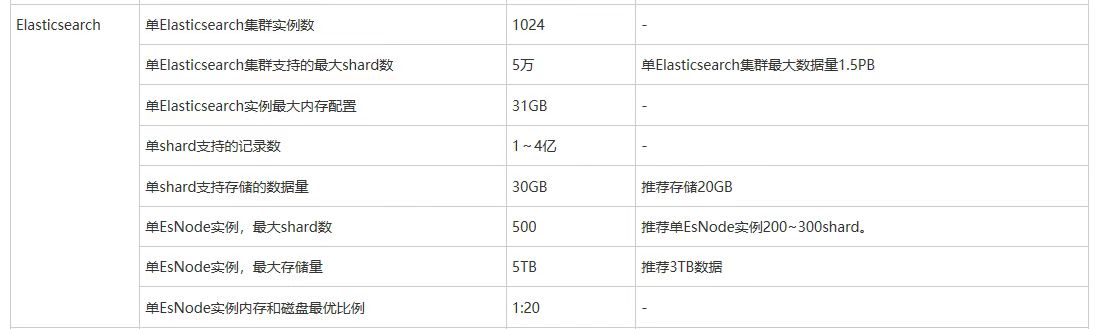 Elasticsearch 单Elasticsearch集群实例数 1024 -
单Elasticsearch集群支持的最大shard数 5万 单Elasticsearch集群最大数据量1.5PB
单Elasticsearch实例最大内存配置 31GB -
单shard支持的记录数 1～4亿 -
单shard支持存储的数据量 30GB 推荐存储20GB
单EsNode实例，最大shard数 500 推荐单EsNode实例200~300shard。
单EsNode实例，最大存储量 5TB 推荐3TB数据
单EsNode实例内存和磁盘最优比例 1:20 -